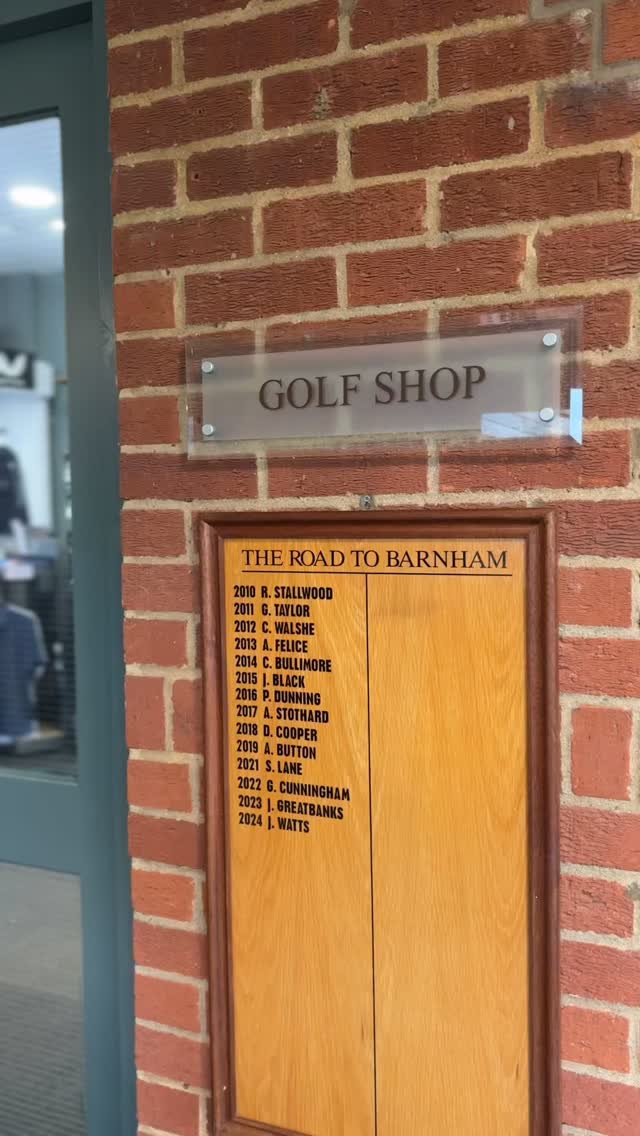 GOLF SHOP
THE ROAD TO BARNHAM
2010 R. STALLWOOD
2011 G. TAYLOR
2012 C. WALSHE
2013 A. FELICE
2014 C. BULLIMORE
2015 J. BLACK
2016 P. DUNNING
2017 A. STOTHARD
2018 D. COOPER
2019 A. BUTTON
2021 S. LANE
2022 G. CUNNINGHAM
2023 J. GREATBANKS
2024 J. WATTS